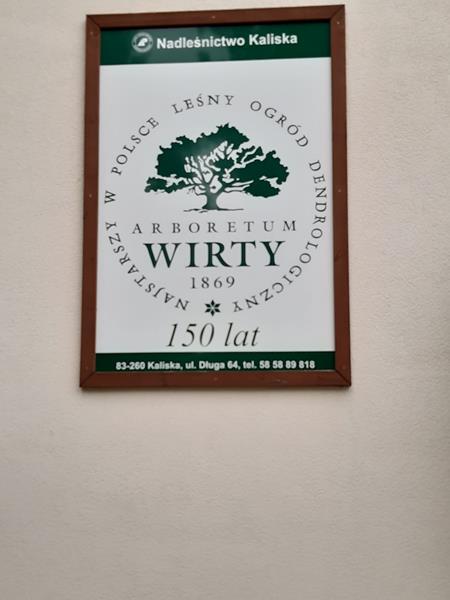 Nadleśnictwo Kaliska
NAJSTARSZY W POLSCE LEŚNY OGRÓD DENDROLOGICZNY
ARBORETUM
WIRTY
1869
150 lat
83-260 Kaliska, ul. Długa 64, tel. 58 58 89 818